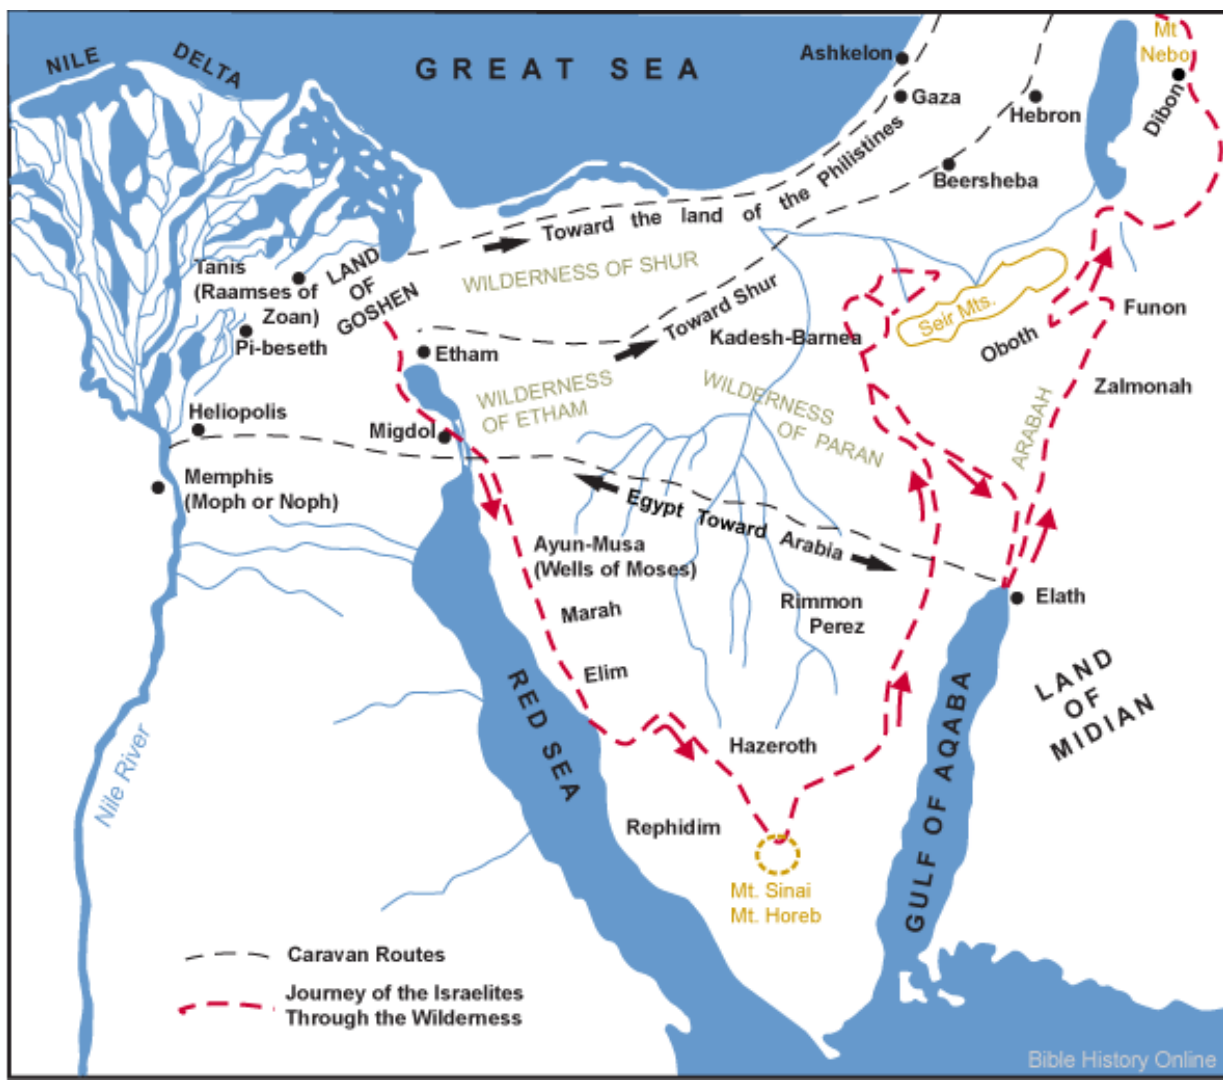 NILE DELTA
GREAT SEA
Ashkelon
Gaza
Hebron
Beersheba
Mt
Nebo
Dibon
Toward the land of the Philistines
WILDERNESS OF SHUR
Toward Shur
Tanis
(Raamses of
Zoan)
LAND
OF
GOSHEN
Pi-beseth
Etham
Kadesh-Barnea
Seir Mts.
Oboth
Funon
Zalmonah
ARABAH
WILDERNESS
OF ETHAM
WILDERNESS
OF PARAN
Heliopolis
Migdol
Memphis
(Moph or Noph)
Egypt Toward Arabia
Ayun-Musa
(Wells of Moses)
Marah
Elim
Rimmon
Perez
Elath
LAND
OF
MIDIAN
RED SEA
Hazeroth
GULF OF AQABA
Nile River
Rephidim
Mt. Sinai
Mt. Horeb
Caravan Routes
Journey of the Israelites
Through the Wilderness
Bible History Online